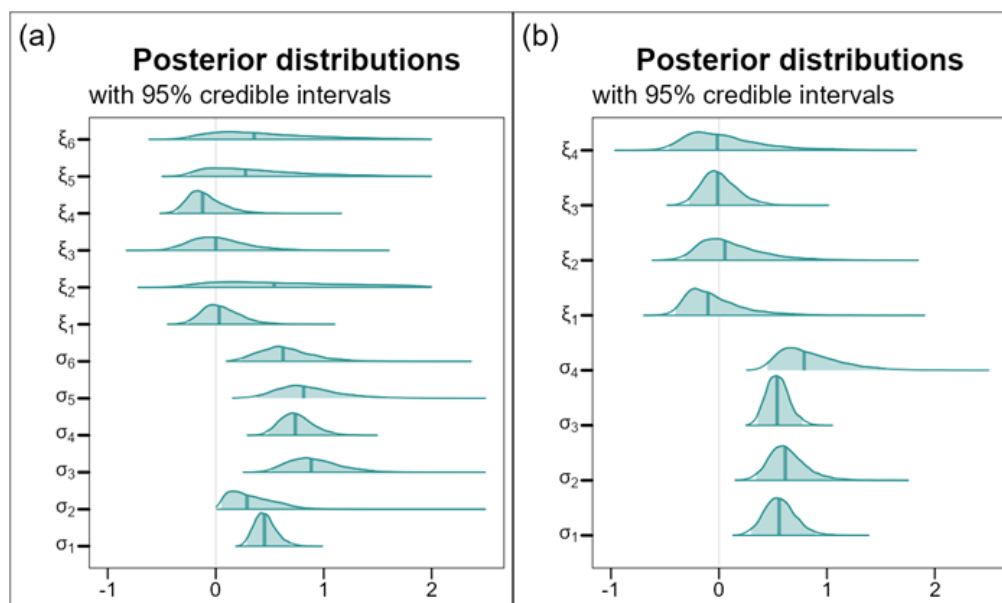 (a)
Posterior distributions
with 95% credible intervals
ξ6
ξ5
ξ4
ξ3
ξ2
ξ1
σ6
σ5
σ4
σ3
σ2
σ1
-1 0 1 2
(b)
Posterior distributions
with 95% credible intervals
ξ4
ξ3
ξ2
ξ1
σ4
σ3
σ2
σ1
-1 0 1 2